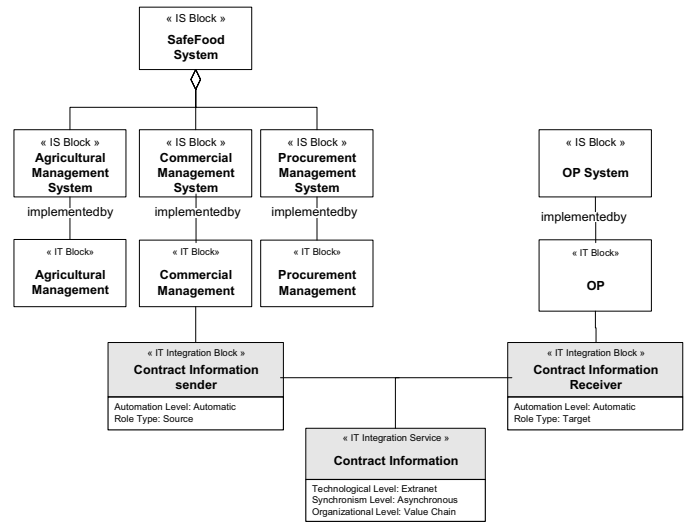 « IS Block »
SafeFood
System
« IS Block »
Agricultural
Management
System
« IS Block »
Commercial
Management
System
« IS Block »
Procurement
Management
System
« IS Block »
OP System
implementedby
implementedby
implementedby
implementedby
« IT Block»
Agricultural
Management
« IT Block»
Commercial
Management
« IT Block»
Procurement
Management
« IT Block»
OP
« IT Integration Block »
Contract Information
sender
Automation Level: Automatic
Role Type: Source
« IT Integration Block »
Contract Information
Receiver
Automation Level: Automatic
Role Type: Target
« IT Integration Service »
Contract Information
Technological Level: Extranet
Synchronism Level: Asynchronous
Organizational Level: Value Chain